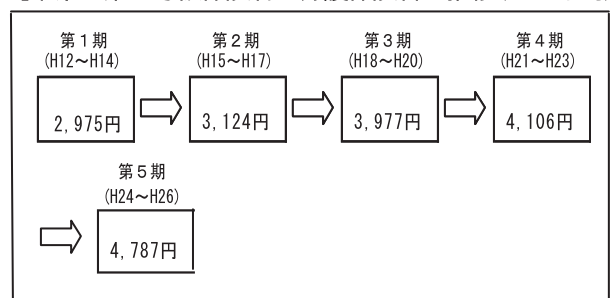 第1期 第2期 第3期 第4期
(H12～H14) (H15～H17) (H18～H20) (H21～H23)
2,975円 3,124円 3,977円 4,106円
第5期
(H24～H26)
4,787円